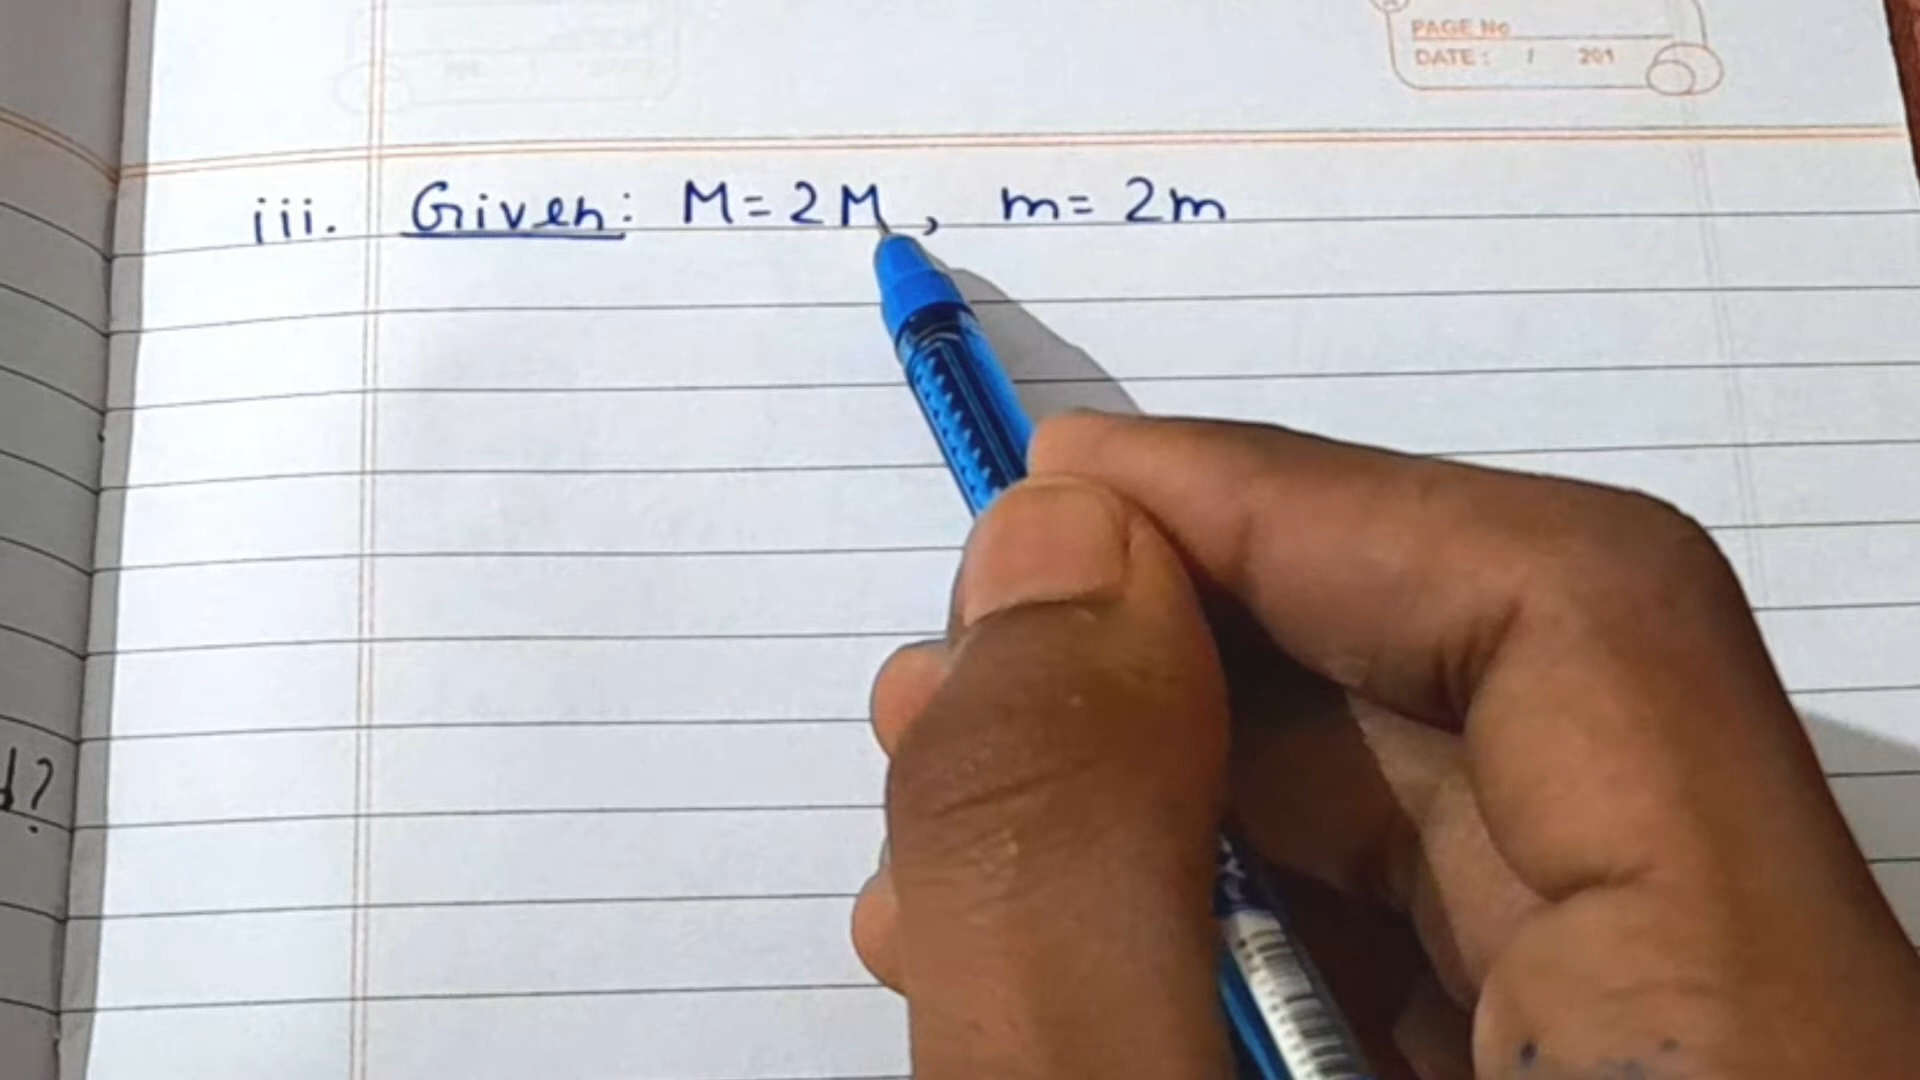 PAGE No
DATE: / 201
iii. Given: M=2M, m=2m
d?